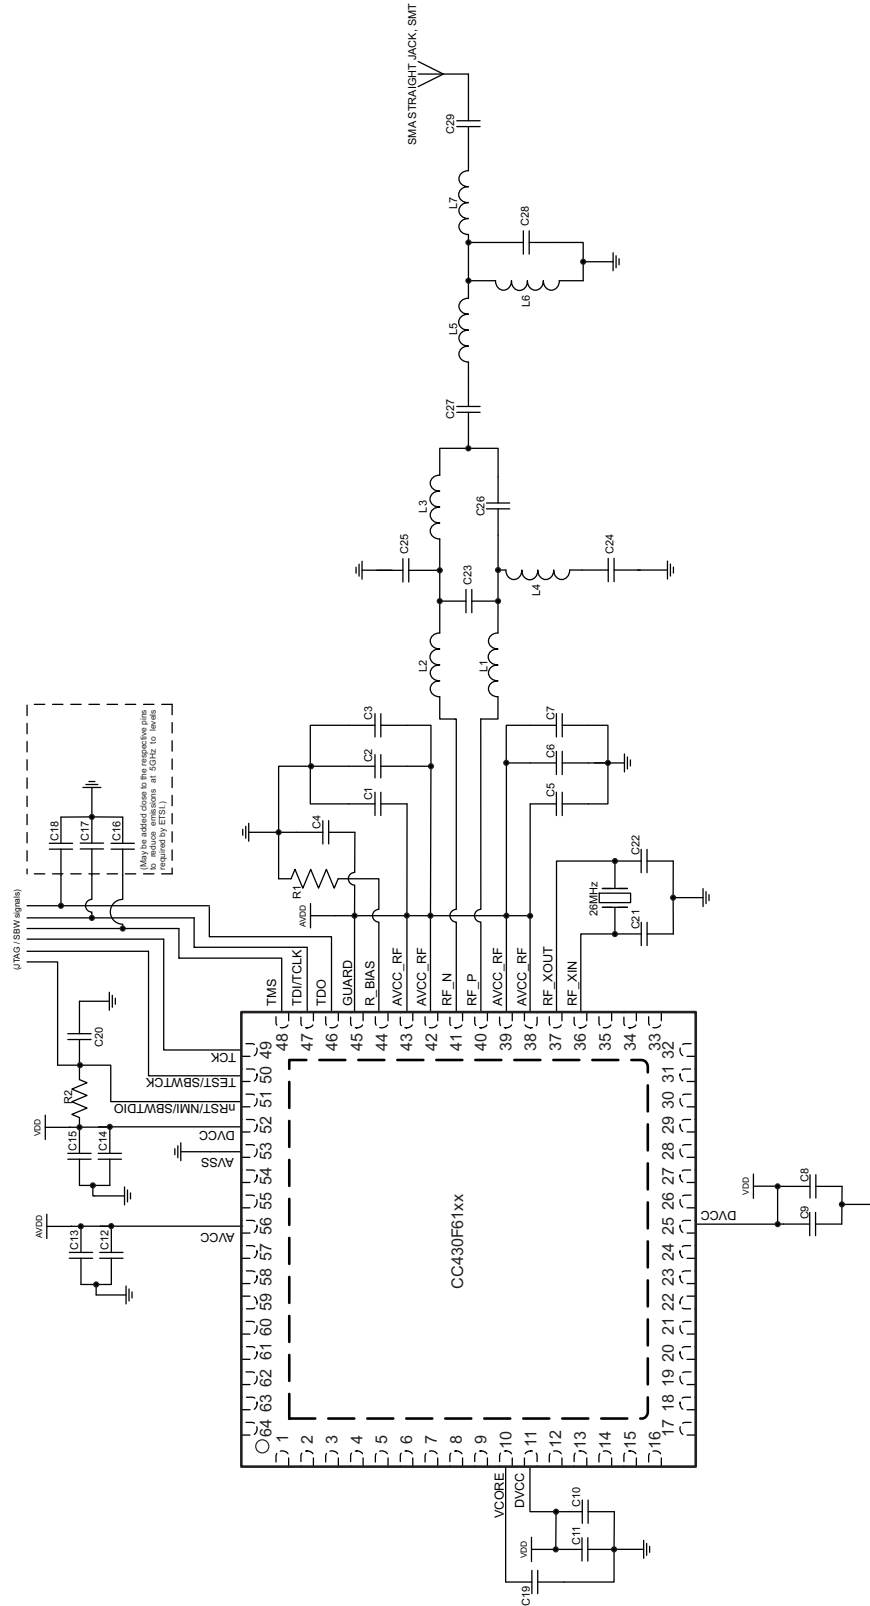 SMA STRAIGHT JACK, SMT
C29
L7
C28
L6
L5
C27
L3
C26
C25
C23
L4
C24
L2
L1
(JTAG / SBW signals)
C18
C17
C16
(May be added close to the respective pins
to reduce emissions at 5GHz to levels
required by ETSI.)
C3
C2
C1
C4
R1
AVDD
C7
C6
C5
C22
26MHz
C21
TMS
TDI/TCLK
TDO
GUARD
R_BIAS
AVCC_RF
AVCC_RF
RF_N
RF_P
AVCC_RF
AVCC_RF
RF_XOUT
RF_XIN
48
47
46
45
44
43
42
41
40
39
38
37
36
35
34
33
C20
R2
VDD
C15
C14
AVDD
C13
C12
TCK
TEST/SBWTCK
nRST/NMI/SBWTDIO
DVCC
AVSS
AVCC
49
50
51
52
53
54
55
56
57
58
59
60
61
62
63
64
CC430F61xx
32
31
30
29
28
27
26
25
24
23
22
21
20
19
18
17
DVCC
VDD
C8
C9
1
2
3
4
5
6
7
8
9
10
11
12
13
14
15
16
VCORE
DVCC
VDD
C10
C11
C19